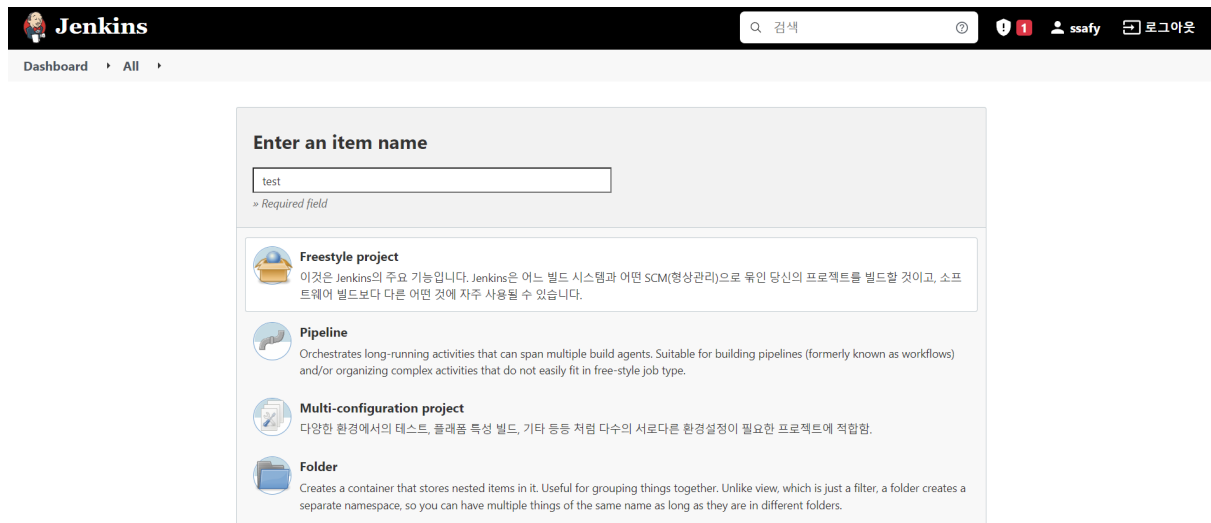 Jenkins
검색
1
ssafy
로그아웃
Dashboard
All
Enter an item name
test
» Required field
Freestyle project
이것은 Jenkins의 주요 기능입니다. Jenkins은 어느 빌드 시스템과 어떤 SCM(형상관리)으로 묶인 당신의 프로젝트를 빌드할 것이고, 소프
트웨어 빌드보다 다른 어떤 것에 자주 사용될 수 있습니다.
Pipeline
Orchestrates long-running activities that can span multiple build agents. Suitable for building pipelines (formerly known as workflows)
and/or organizing complex activities that do not easily fit in free-style job type.
Multi-configuration project
다양한 환경에서의 테스트, 플래폼 특성 빌드, 기타 등등 처럼 다수의 서로다른 환경설정이 필요한 프로젝트에 적합함.
Folder
Creates a container that stores nested items in it. Useful for grouping things together. Unlike view, which is just a filter, a folder creates a
separate namespace, so you can have multiple things of the same name as long as they are in different folders.